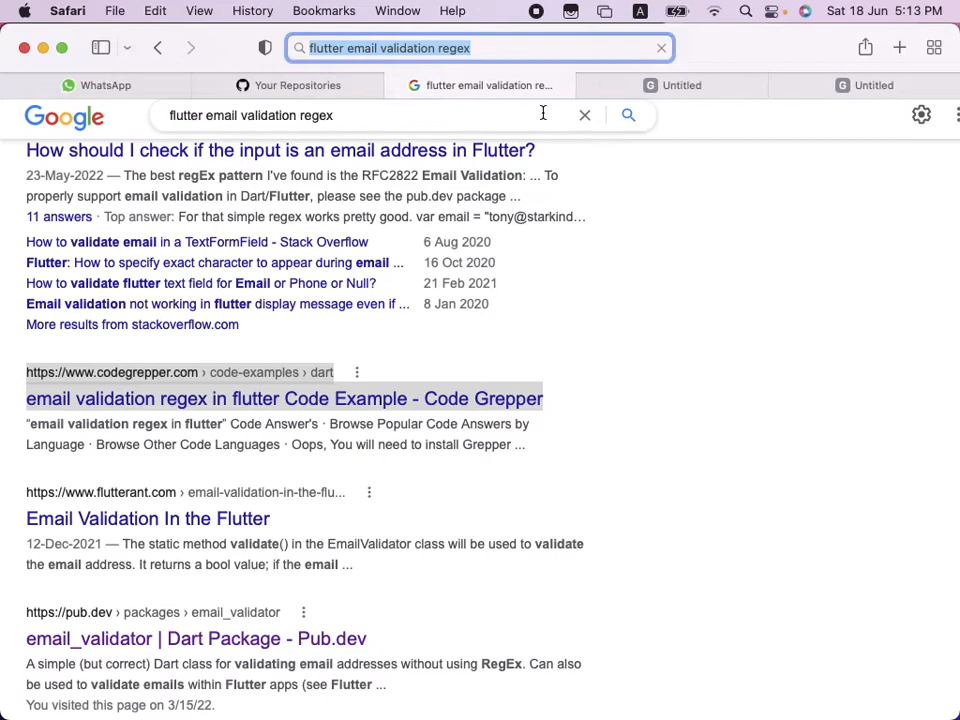 Safari File Edit View History Bookmarks Window Help A Sat 18 Jun 5:13 PM
flutter email validation regex
WhatsApp Your Repositories flutter email validation re... Untitled Untitled
Google flutter email validation regex
How should I check if the input is an email address in Flutter?
23-May-2022 — The best regEx pattern I've found is the RFC2822 Email Validation: ... To
properly support email validation in Dart/Flutter, please see the pub.dev package ...
11 answers · Top answer: For that simple regex works pretty good. var email = "tony@starkind...
How to validate email in a TextFormField - Stack Overflow 6 Aug 2020
Flutter: How to specify exact character to appear during email ... 16 Oct 2020
How to validate flutter text field for Email or Phone or Null? 21 Feb 2021
Email validation not working in flutter display message even if ... 8 Jan 2020
More results from stackoverflow.com
https://www.codegrepper.com › code-examples › dart
email validation regex in flutter Code Example - Code Grepper
“email validation regex in flutter” Code Answer's · Browse Popular Code Answers by
Language · Browse Other Code Languages · Oops, You will need to install Grepper ...
https://www.flutterant.com › email-validation-in-the-flu...
Email Validation In the Flutter
12-Dec-2021 — The static method validate() in the EmailValidator class will be used to validate
the email address. It returns a bool value; if the email ...
https://pub.dev › packages › email_validator
email_validator | Dart Package - Pub.dev
A simple (but correct) Dart class for validating email addresses without using RegEx. Can also
be used to validate emails within Flutter apps (see Flutter ...
You visited this page on 3/15/22.